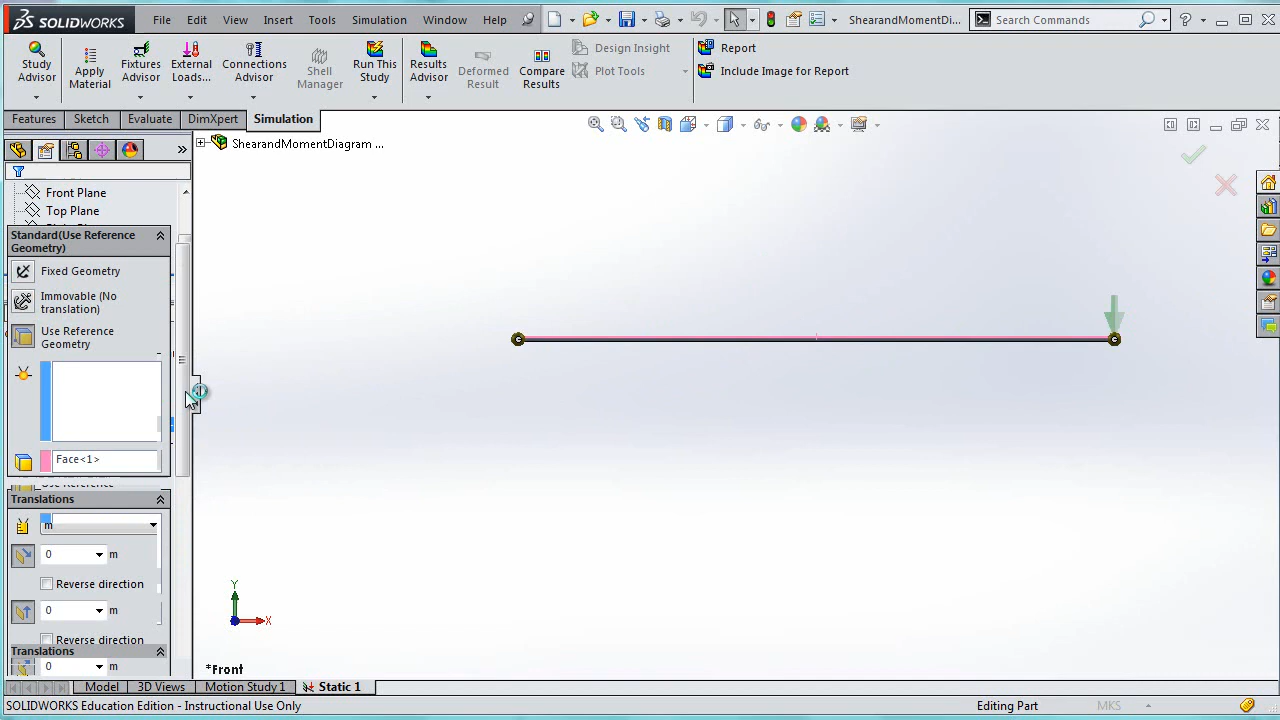 SOLIDWORKS File Edit View Insert Tools Simulation Help ShearandMomentDi... Search Commands
Study Advisor
Apply Material
Fixtures Advisor
External Loads...
Connections Advisor
Shell Manager
Run This Study
Results Advisor
Deformed Result
Compare Results
Design Insight
Plot Tools
Report
Include Image for Report
Features Sketch Evaluate DimXpert Simulation
ShearandMomentDiagram ...
Front Plane
Top Plane
Standard(Use Reference
Geometry)
Fixed Geometry
Immovable (No
translation)
Use Reference
Geometry
Face<1>
Translations
m
0 m
Reverse direction
0 m
Reverse direction
Translations
0 m
Y
X
*Front
Model 3D Views Motion Study 1 Static 1
SOLIDWORKS Education Edition - Instructional Use Only Editing Part MKS